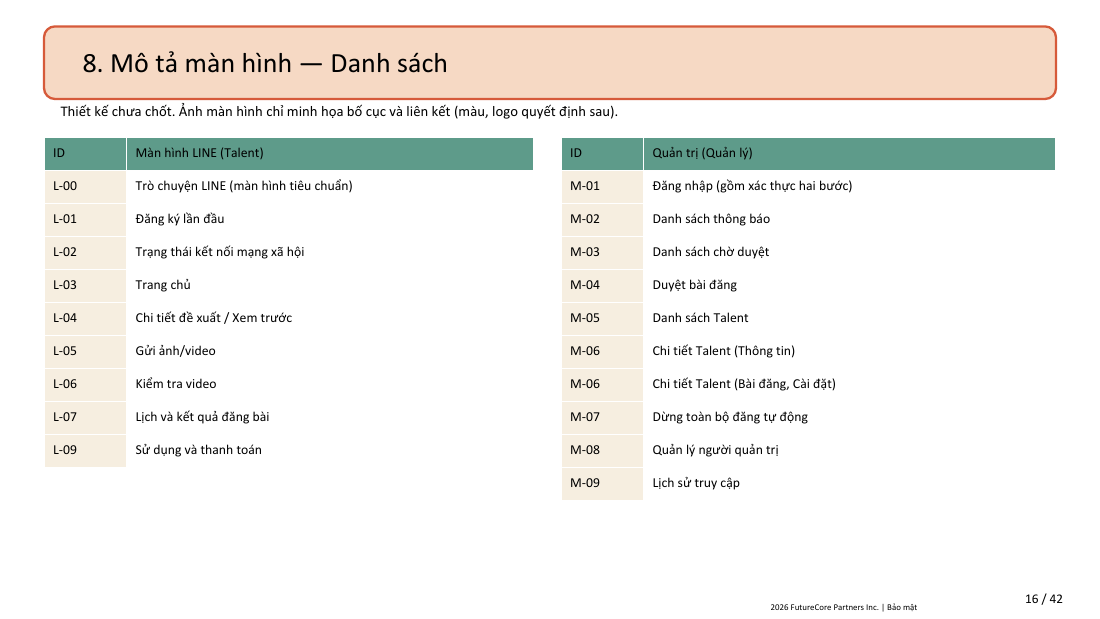 8. Mô tả màn hình — Danh sách
Thiết kế chưa chốt. Ảnh màn hình chỉ minh họa bố cục và liên kết (màu, logo quyết định sau).
ID Màn hình LINE (Talent)
L-00 Trò chuyện LINE (màn hình tiêu chuẩn)
L-01 Đăng ký lần đầu
L-02 Trạng thái kết nối mạng xã hội
L-03 Trang chủ
L-04 Chi tiết đề xuất / Xem trước
L-05 Gửi ảnh/video
L-06 Kiểm tra video
L-07 Lịch và kết quả đăng bài
L-09 Sử dụng và thanh toán
ID Quản trị (Quản lý)
M-01 Đăng nhập (gồm xác thực hai bước)
M-02 Danh sách thông báo
M-03 Danh sách chờ duyệt
M-04 Duyệt bài đăng
M-05 Danh sách Talent
M-06 Chi tiết Talent (Thông tin)
M-06 Chi tiết Talent (Bài đăng, Cài đặt)
M-07 Dừng toàn bộ đăng tự động
M-08 Quản lý người quản trị
M-09 Lịch sử truy cập
2026 FutureCore Partners Inc. | Bảo mật
16 / 42